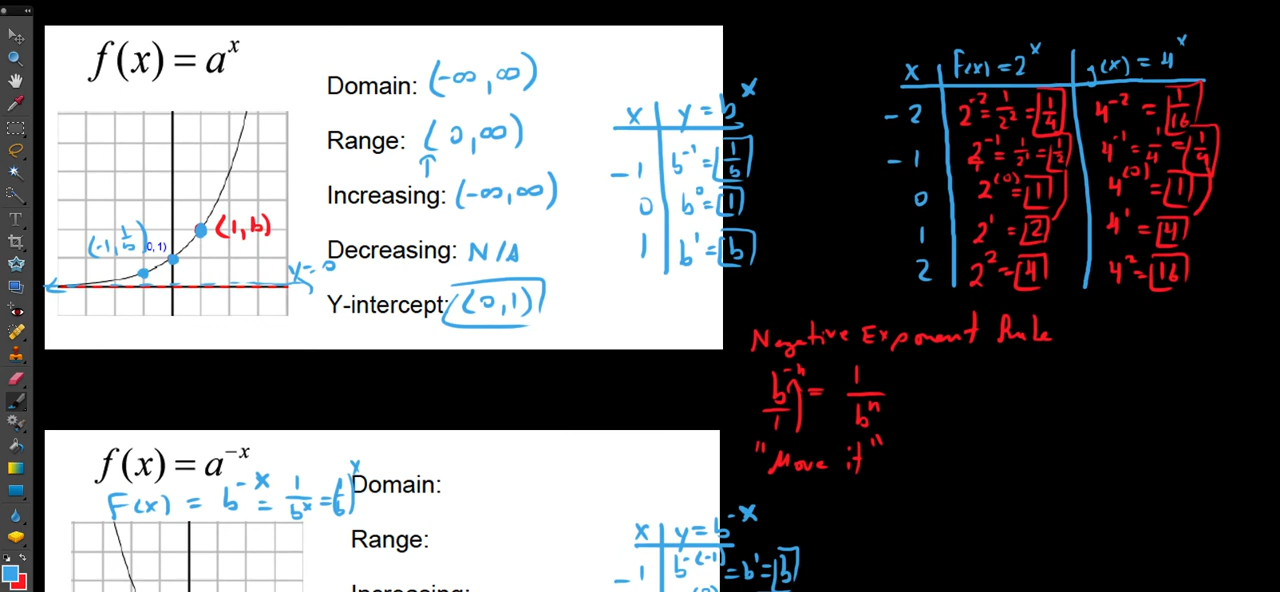 f(x) = a^x
Domain: (-∞, ∞)
Range: (0, ∞)
Increasing: (-∞, ∞)
Decreasing: N/A
Y-intercept: (0, 1)
(-1, 1/b)
(0, 1)
(1, b)
y = 0
x | y = b^x
-1 | b^-1 = 1/b
0 | b^0 = 1
1 | b^1 = b
x | F(x) = 2^x | g(x) = 4^x
-2 | 2^-2 = 1/2^2 = 1/4 | 4^-2 = 1/16
-1 | 2^-1 = 1/2^1 = 1/2 | 4^-1 = 1/4 = 1/4
0 | 2^(0) = 1 | 4^(0) = 1
1 | 2^1 = 2 | 4^1 = 4
2 | 2^2 = 4 | 4^2 = 16
Negative Exponent Rule
b^-n/1 = 1/b^n
"Move it"
f(x) = a^-x
F(x) = b^-x = 1/b^x = (1/b)^x
Domain:
Range:
x | y = b^-x
-1 | b^-(-1) = b^1 = b